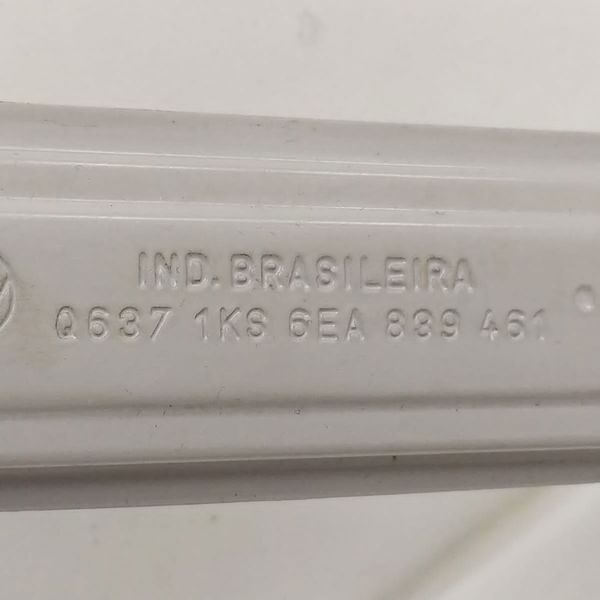 IND. BRASILEIRA
Q637 1KS 6EA 839 461